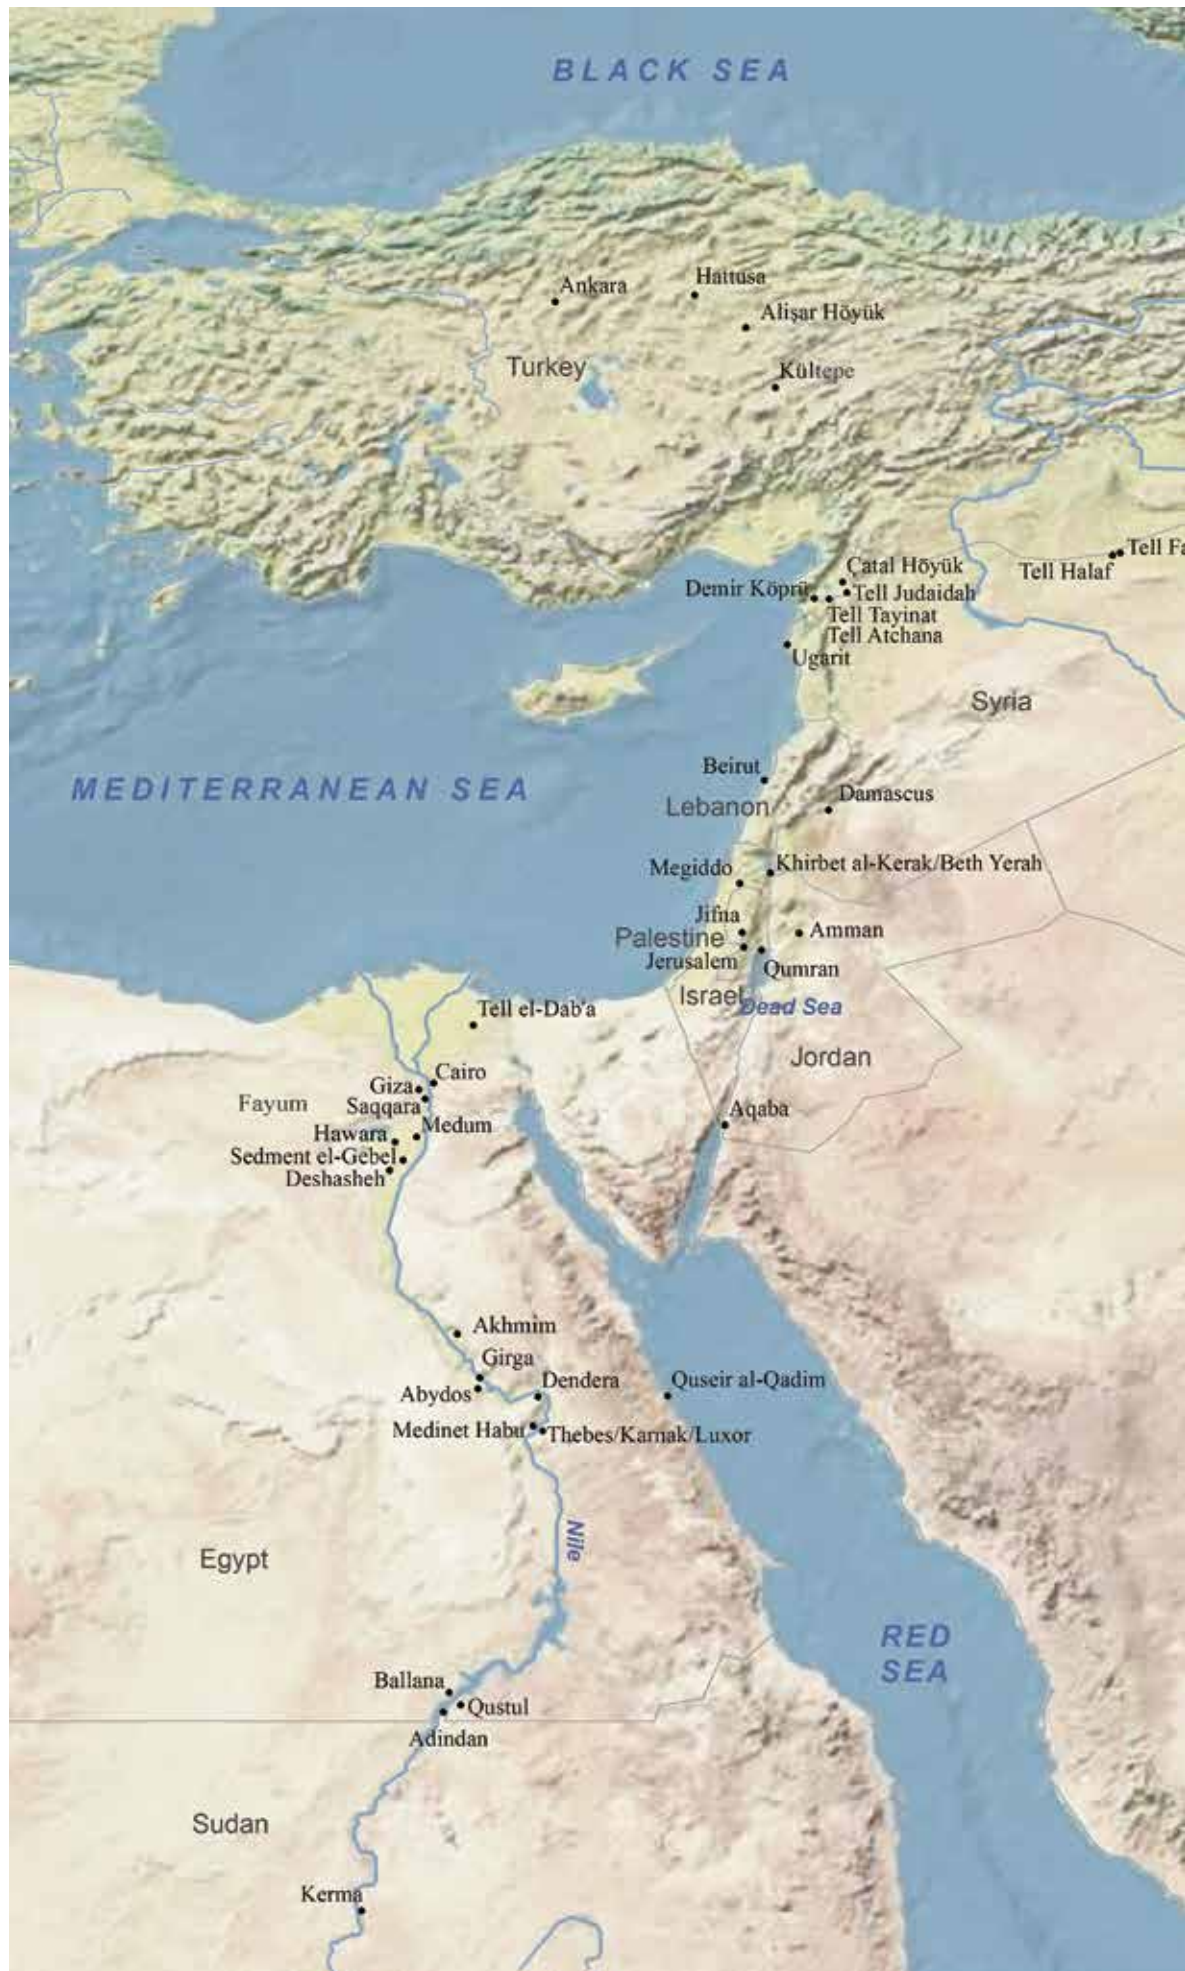 BLACK SEA
Hattusa
Ankara
Alişar Höyük
Turkey
Kültepe
Tell Fa
Tell Halaf
Çatal Höyük
Demir Köprü
Tell Judaidah
Tell Tayinat
Tell Atchana
Ugarit
Syria
Beirut
MEDITERRANEAN SEA
Damascus
Lebanon
Khirbet al-Kerak/Beth Yerah
Megiddo
Jifna
Amman
Palestine
Jerusalem
Qumran
Israel
Dead Sea
Tell el-Dab'a
Jordan
Cairo
Giza
Fayum
Saqqara
Aqaba
Medum
Hawara
Sedment el-Gebel
Deshasheh
Akhmim
Girga
Dendera
Quseir al-Qadim
Abydos
Medinet Habu
Thebes/Karnak/Luxor
Nile
Egypt
RED
SEA
Ballana
Qustul
Adindan
Sudan
Kerma